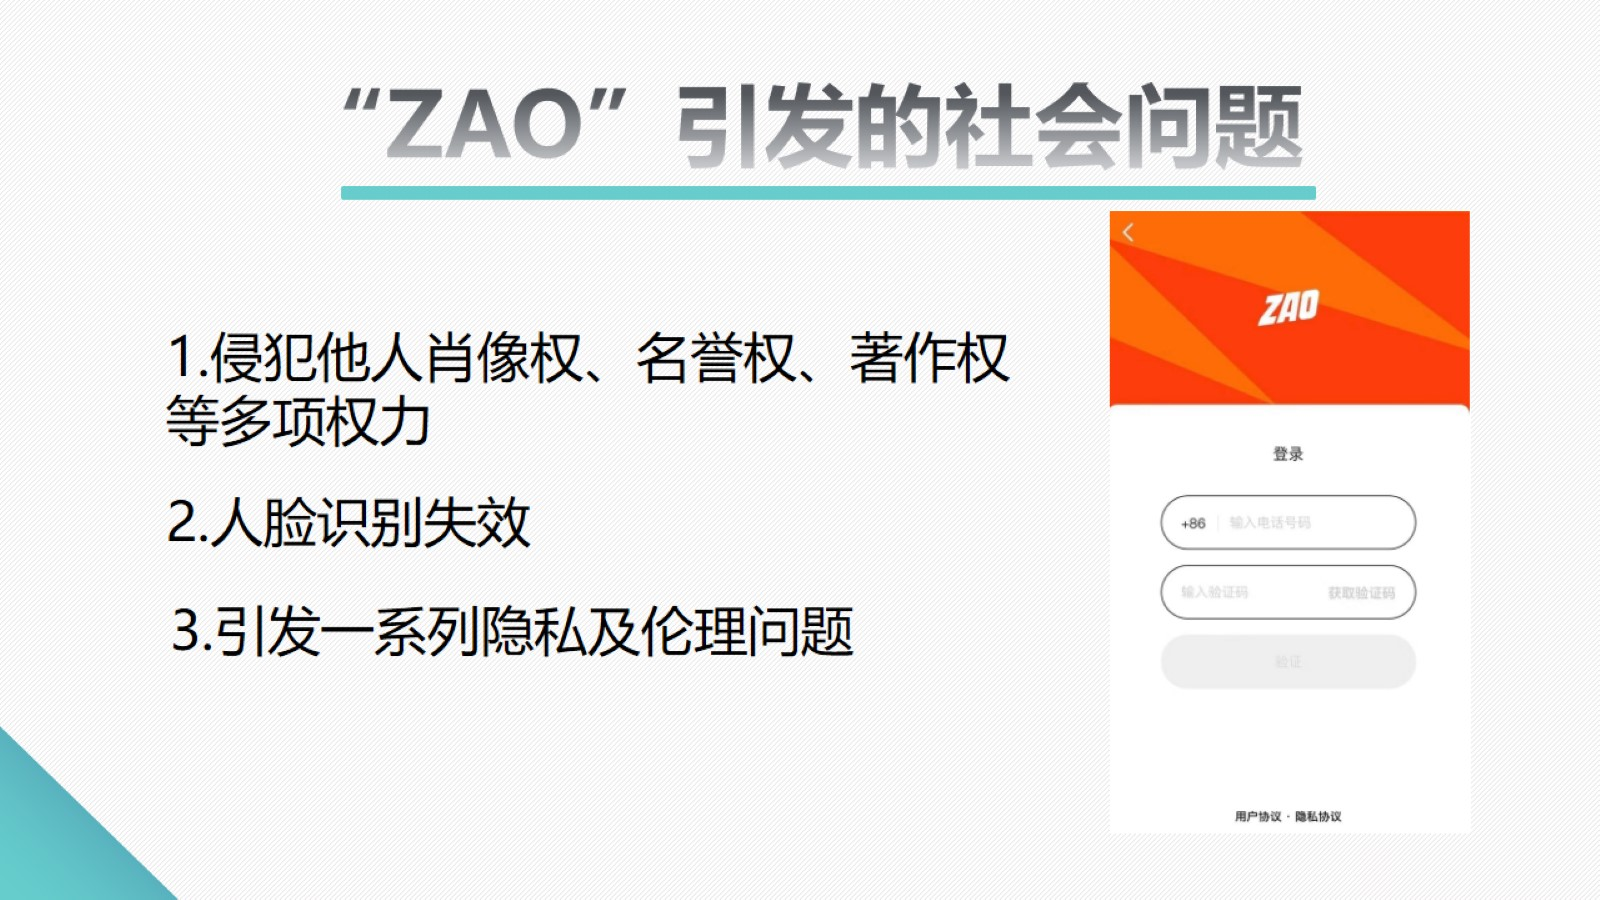 “ZAO”引发的社会问题
1.侵犯他人肖像权、名誉权、著作权
等多项权力
2.人脸识别失效
3.引发一系列隐私及伦理问题
ZAO
登录
+86 输入电话号码
输入验证码 获取验证码
验证
用户协议 · 隐私协议